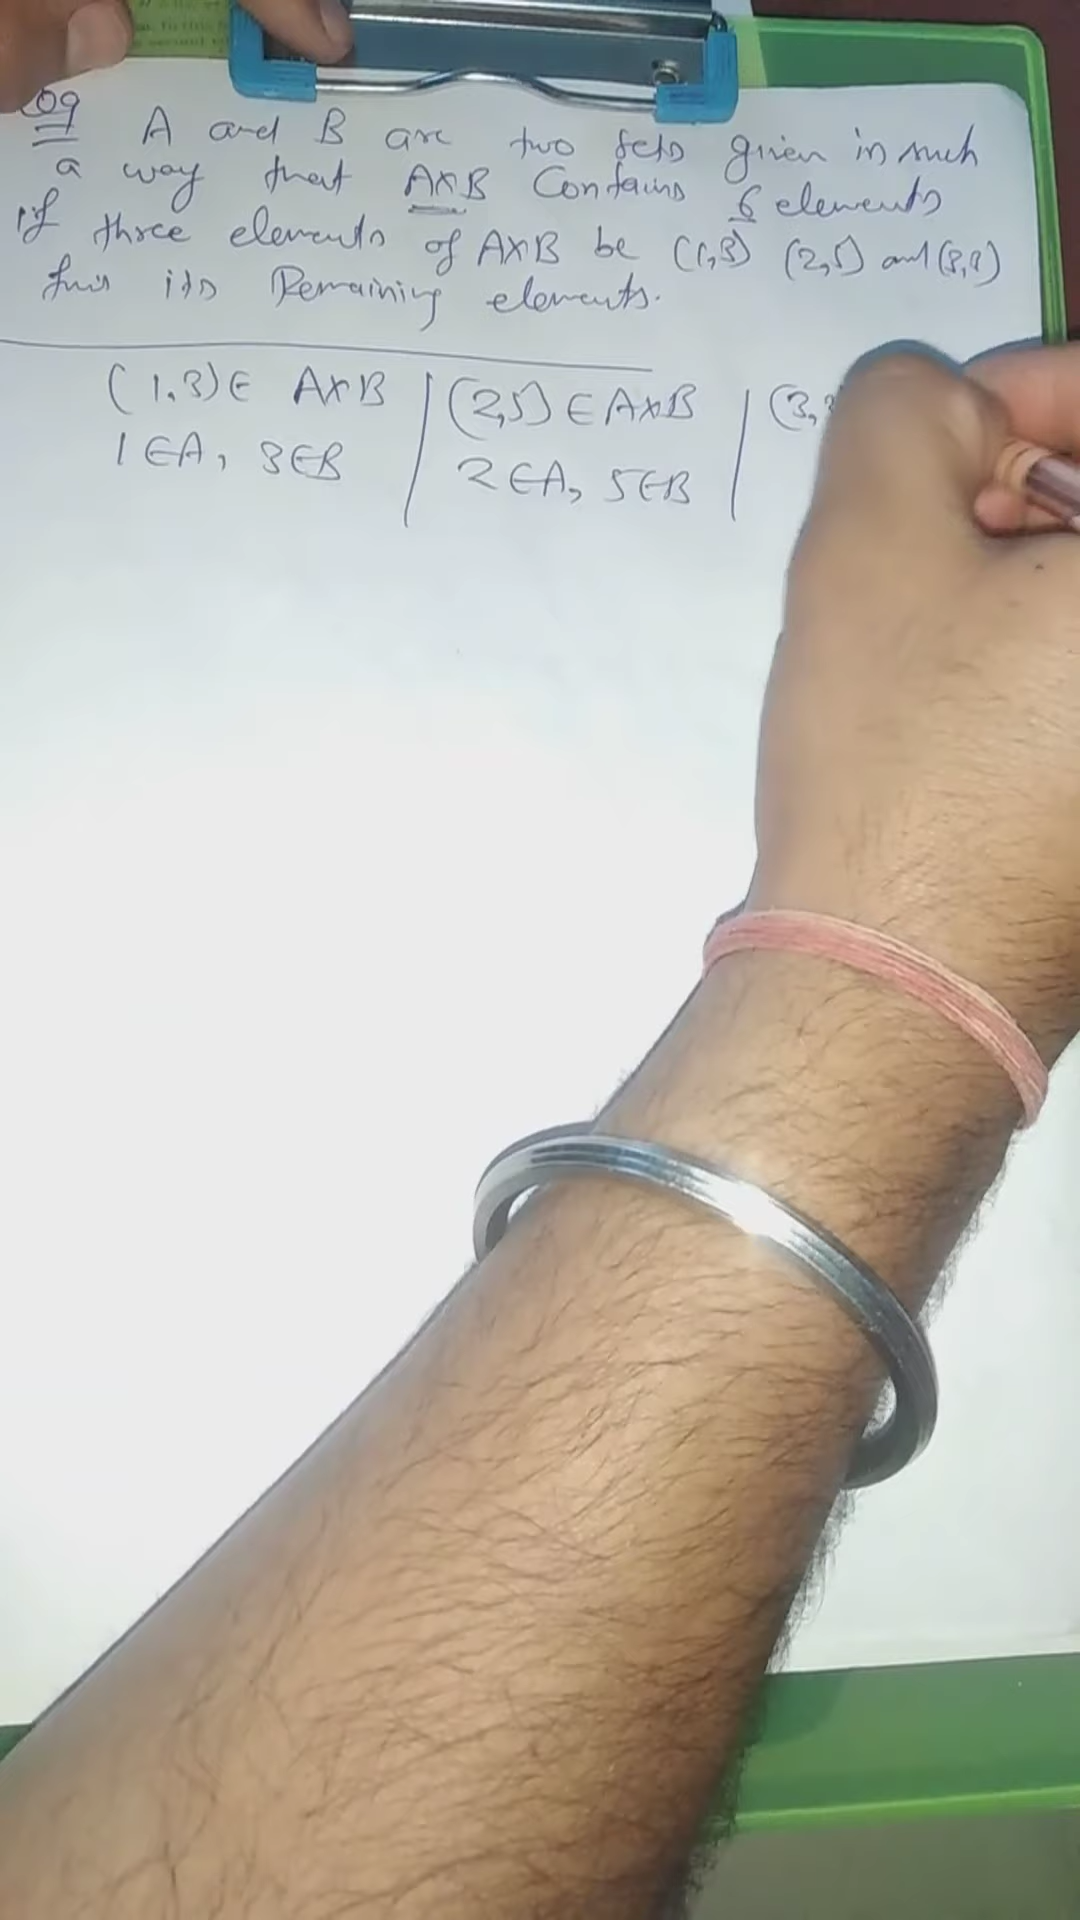 Q9 A and B are two sets given in such
a way that A×B Contains 6 elements
if three elements of A×B be (1,3) (2,5) and (3,3)
find its Remaining elements.
(1,3) ∈ A×B | (2,5) ∈ A×B | (3,
1 ∈ A, 3 ∈ B | 2 ∈ A, 5 ∈ B |